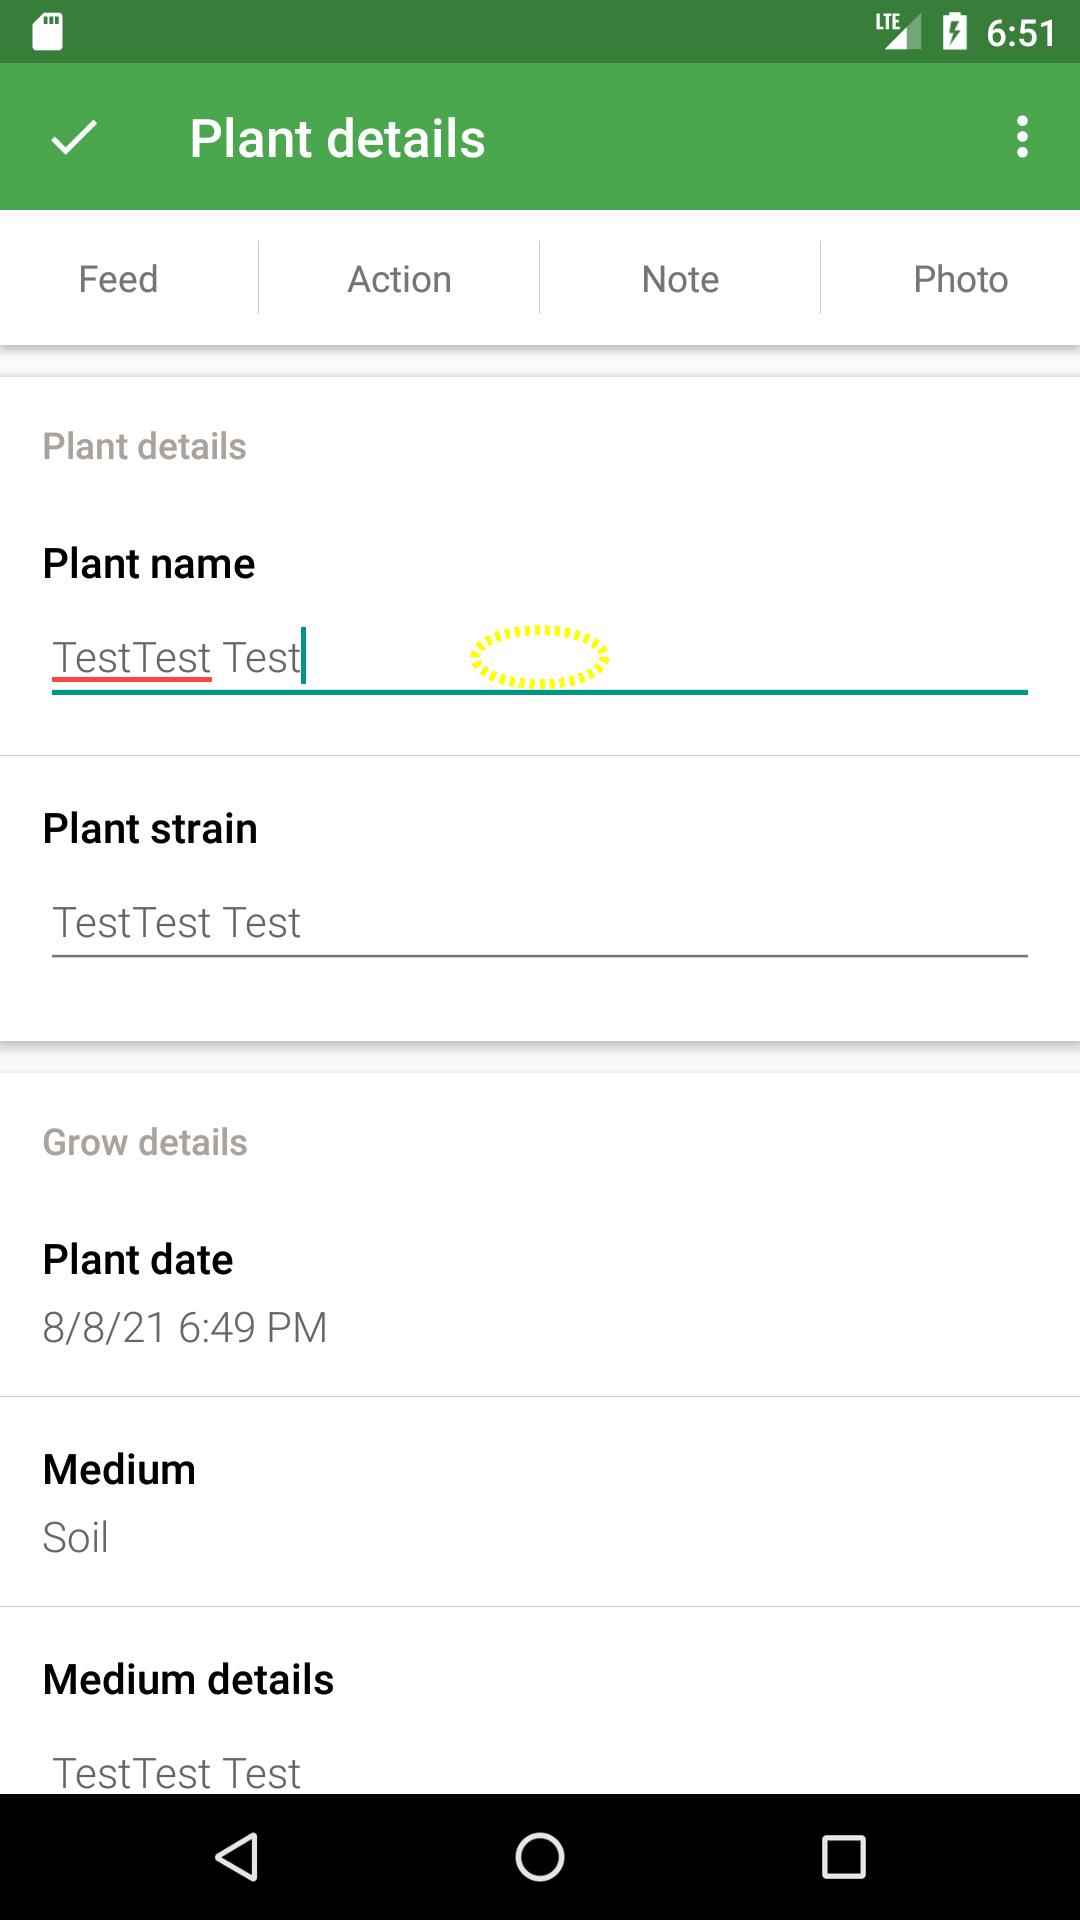 LTE 6:51
Plant details
Feed Action Note Photo
Plant details
Plant name
TestTest Test
Plant strain
TestTest Test
Grow details
Plant date
8/8/21 6:49 PM
Medium
Soil
Medium details
TestTest Test